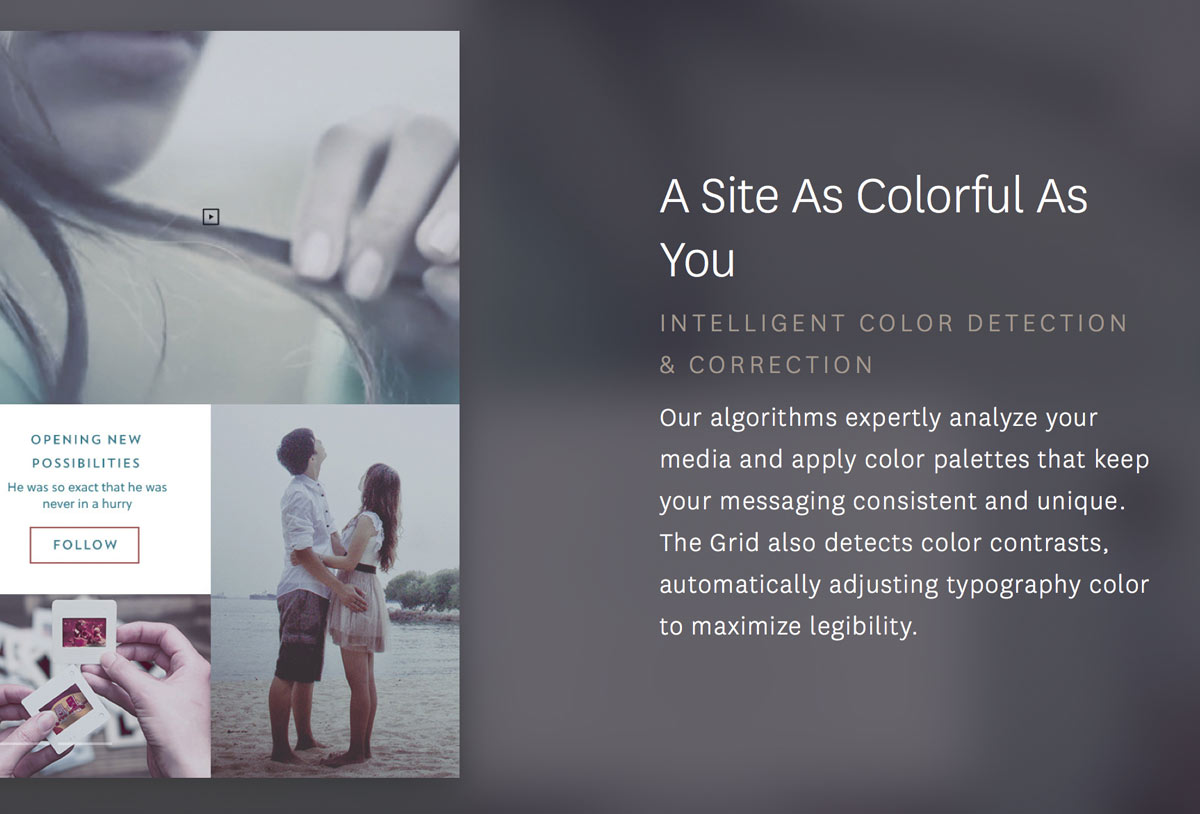 A Site As Colorful As
You
INTELLIGENT COLOR DETECTION
& CORRECTION
Our algorithms expertly analyze your
media and apply color palettes that keep
your messaging consistent and unique.
The Grid also detects color contrasts,
automatically adjusting typography color
to maximize legibility.
OPENING NEW
POSSIBILITIES
He was so exact that he was
never in a hurry
FOLLOW